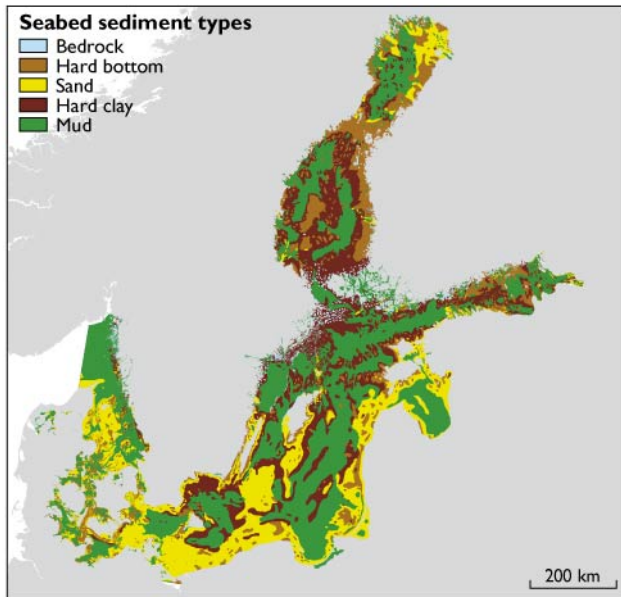 Seabed sediment types
Bedrock
Hard bottom
Sand
Hard clay
Mud
200 km